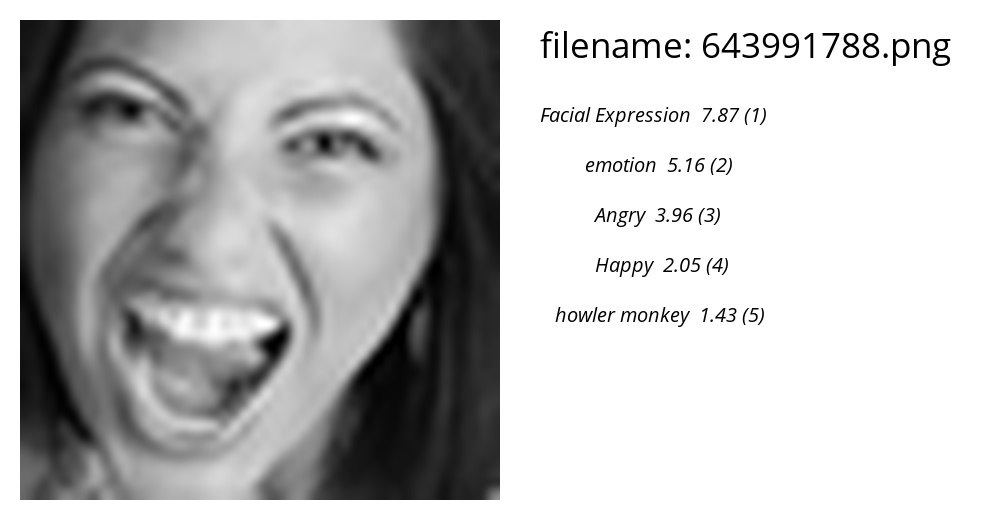 filename: 643991788.png
Facial Expression 7.87 (1)
emotion 5.16 (2)
Angry 3.96 (3)
Happy 2.05 (4)
howler monkey 1.43 (5)